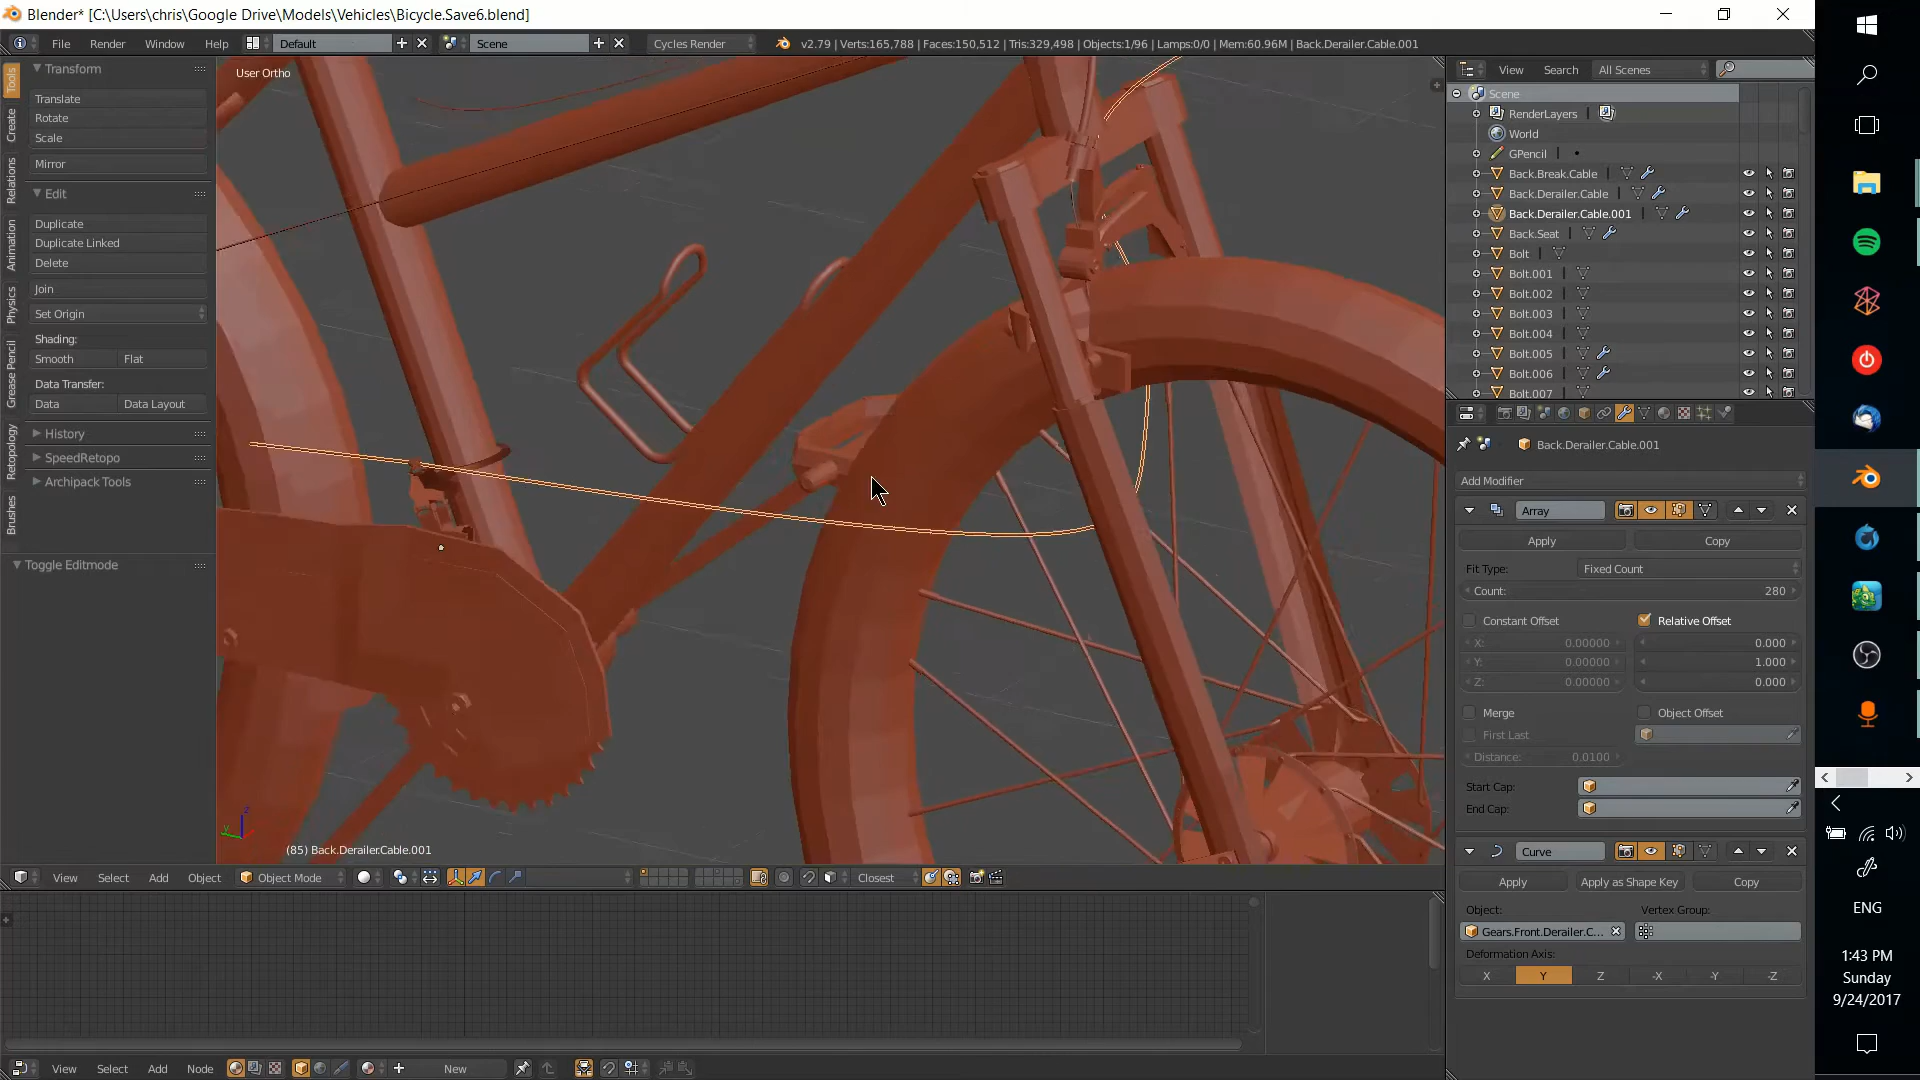 Blender* [C:\Users\chris\Google Drive\Models\Vehicles\Bicycle.Save6.blend]
File Render Window Help Default Scene Cycles Render v2.79 | Verts:165,788 | Faces:150,512 | Tris:329,498 | Objects:1/96 | Lamps:0/0 | Mem:60.96M | Back.Derailer.Cable.001
Tools
Create
Relations
Animation
Physics
Grease Pencil
Retopology
Brushes
Transform
Translate
Rotate
Scale
Mirror
Edit
Duplicate
Duplicate Linked
Delete
Join
Set Origin
Shading:
Smooth Flat
Data Transfer:
Data Data Layout
History
SpeedRetopo
Archipack Tools
Toggle Editmode
User Ortho
(85) Back.Derailer.Cable.001
View Select Add Object Object Mode Closest
View Select Add Node New
View Search All Scenes
Scene
RenderLayers
World
GPencil
Back.Break.Cable
Back.Derailer.Cable
Back.Derailer.Cable.001
Back.Seat
Bolt
Bolt.001
Bolt.002
Bolt.003
Bolt.004
Bolt.005
Bolt.006
Bolt.007
Back.Derailer.Cable.001
Add Modifier
Array
Apply Copy
Fit Type: Fixed Count
Count: 280
Constant Offset Relative Offset
X: 0.00000 0.000
Y: 0.00000 1.000
Z: 0.00000 0.000
Merge Object Offset
First Last
Distance: 0.0100
Start Cap:
End Cap:
Curve
Apply Apply as Shape Key Copy
Object: Vertex Group:
Gears.Front.Derailer.C...
Deformation Axis:
X Y Z -X -Y -Z
ENG
1:43 PM
Sunday
9/24/2017